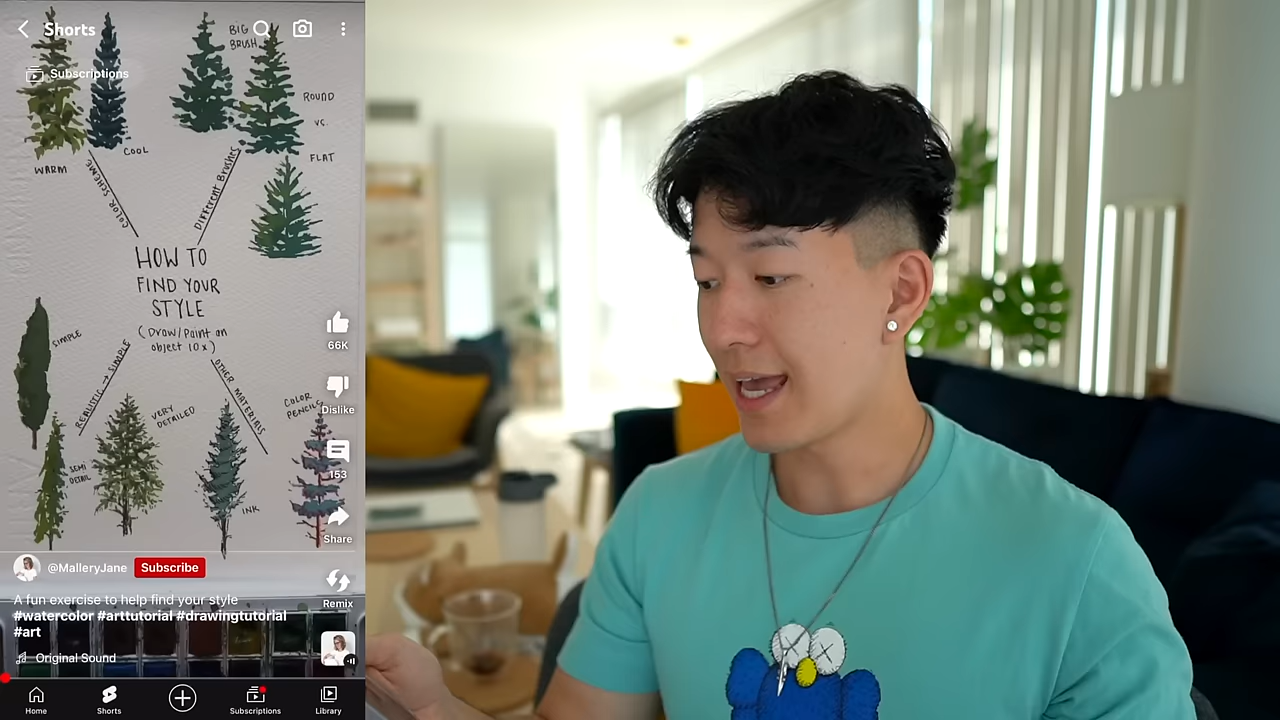 Shorts
Subscriptions
BIG
BRUSH
ROUND
VS.
FLAT
COOL
WARM
COLOR SCHEME
DIFFERENT BRUSHES
HOW TO
FIND YOUR
STYLE
(Draw/Paint an
object 10x)
SIMPLE
REALISTIC → SIMPLE
OTHER MATERIALS
VERY
DETAILED
COLOR
PENCIL
SEMI
DETAIL
INK
66K
Dislike
153
Share
Remix
@MalleryJane
Subscribe
A fun exercise to help find your style
#watercolor #arttutorial #drawingtutorial
#art
Original Sound
Home
Shorts
Subscriptions
Library